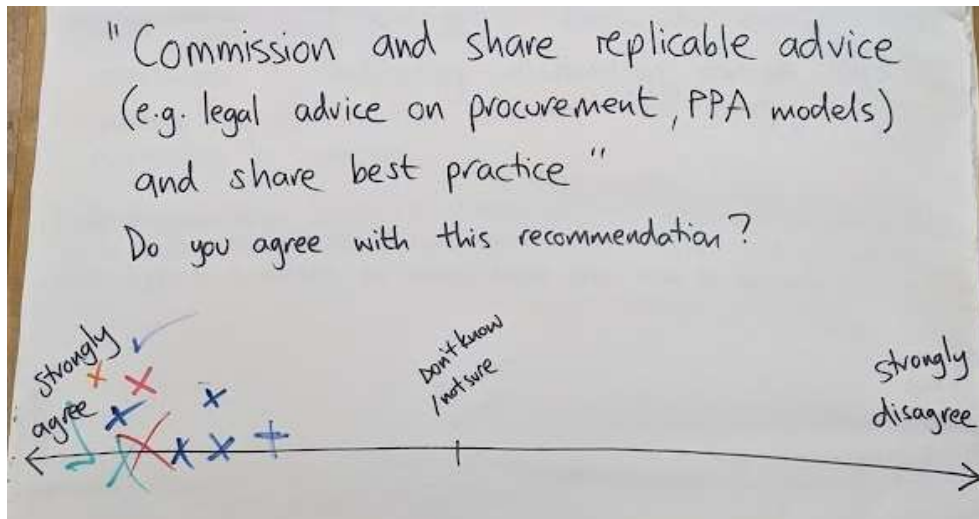 "Commission and share replicable advice
(e.g. legal advice on procurement, PPA models)
and share best practice"
Do you agree with this recommendation?
strongly
agree
Don't know
/not sure
strongly
disagree